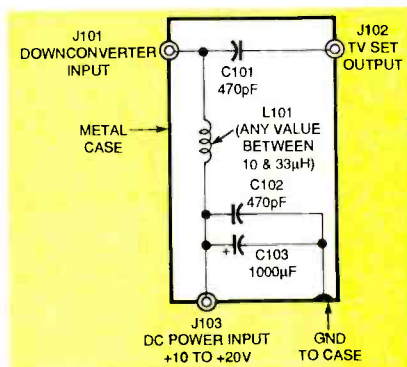 J101
DOWNCONVERTER
INPUT
J102
TV SET
OUTPUT
C101
470pF
METAL
CASE
L101
(ANY VALUE
BETWEEN
10 & 33µH)
C102
470pF
+
C103
1000µF
J103
DC POWER INPUT
+10 TO +20V
GND
TO CASE